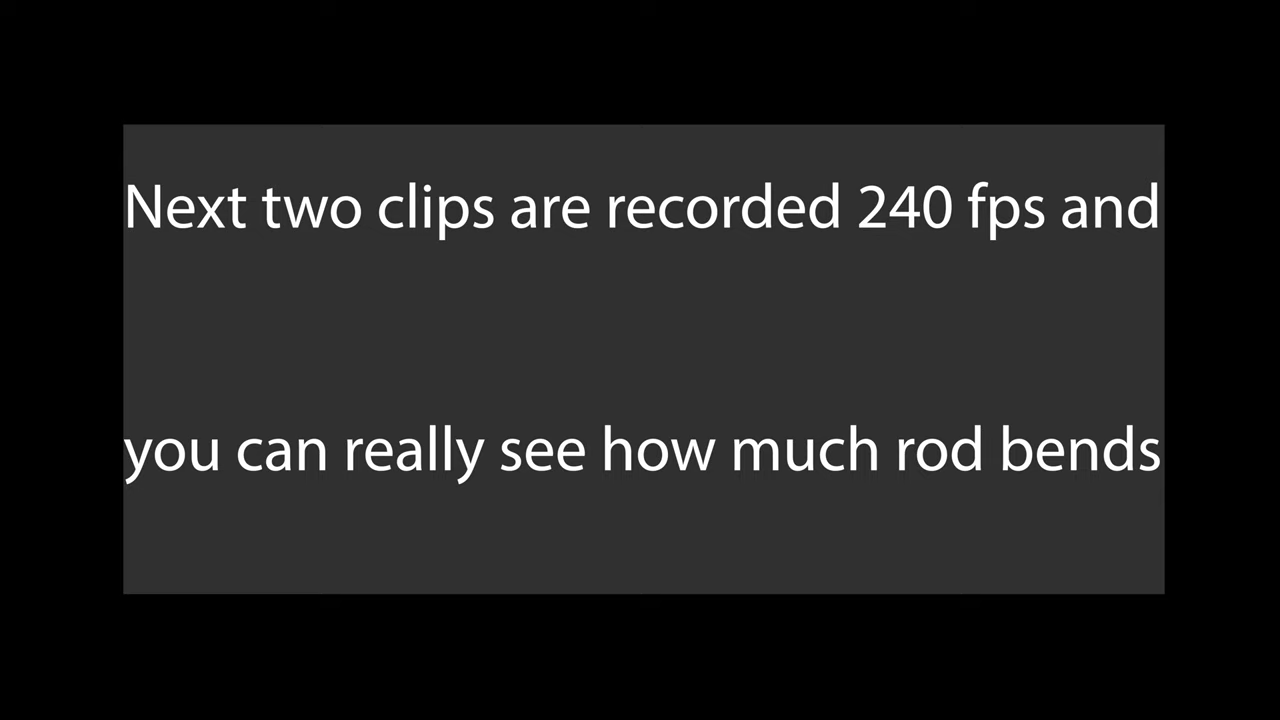 Next two clips are recorded 240 fps and
you can really see how much rod bends